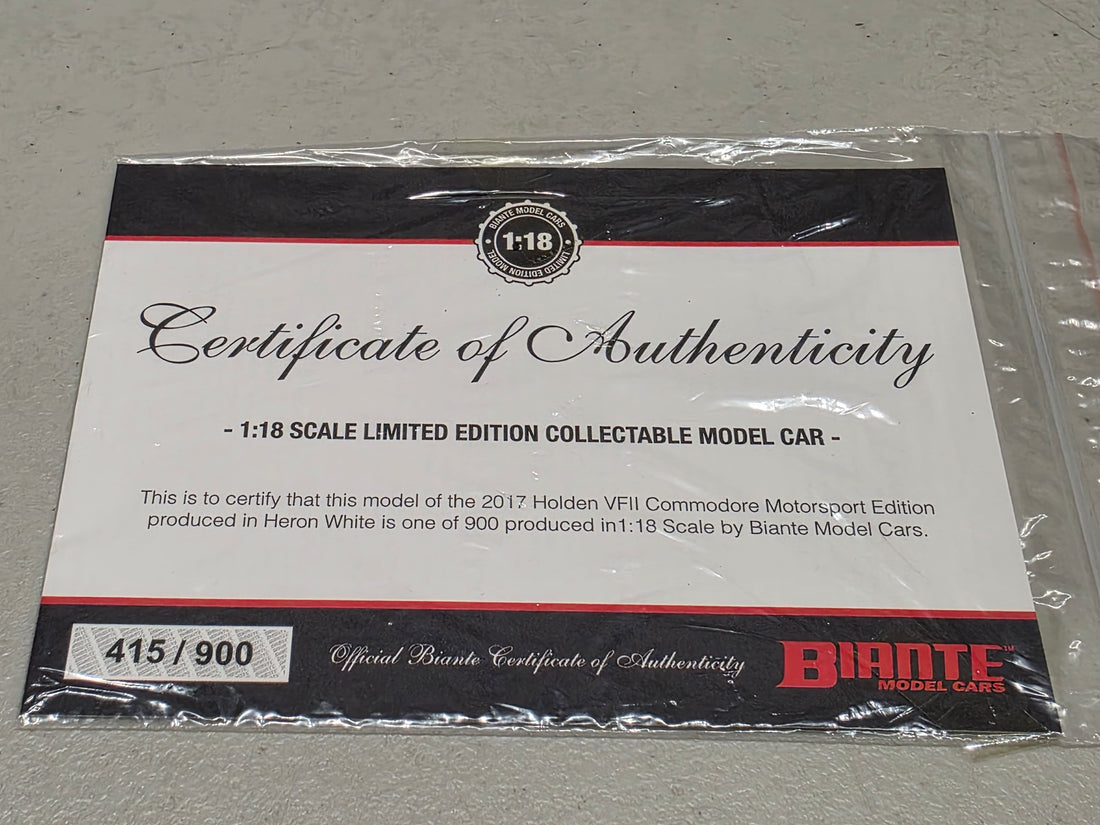 BIANTE MODEL CARS
1:18
LIMITED EDITION MODEL
Certificate of Authenticity
- 1:18 SCALE LIMITED EDITION COLLECTABLE MODEL CAR -
This is to certify that this model of the 2017 Holden VFII Commodore Motorsport Edition
produced in Heron White is one of 900 produced in1:18 Scale by Biante Model Cars.
415 / 900
Official Biante Certificate of Authenticity
BIANTE™
MODEL CARS